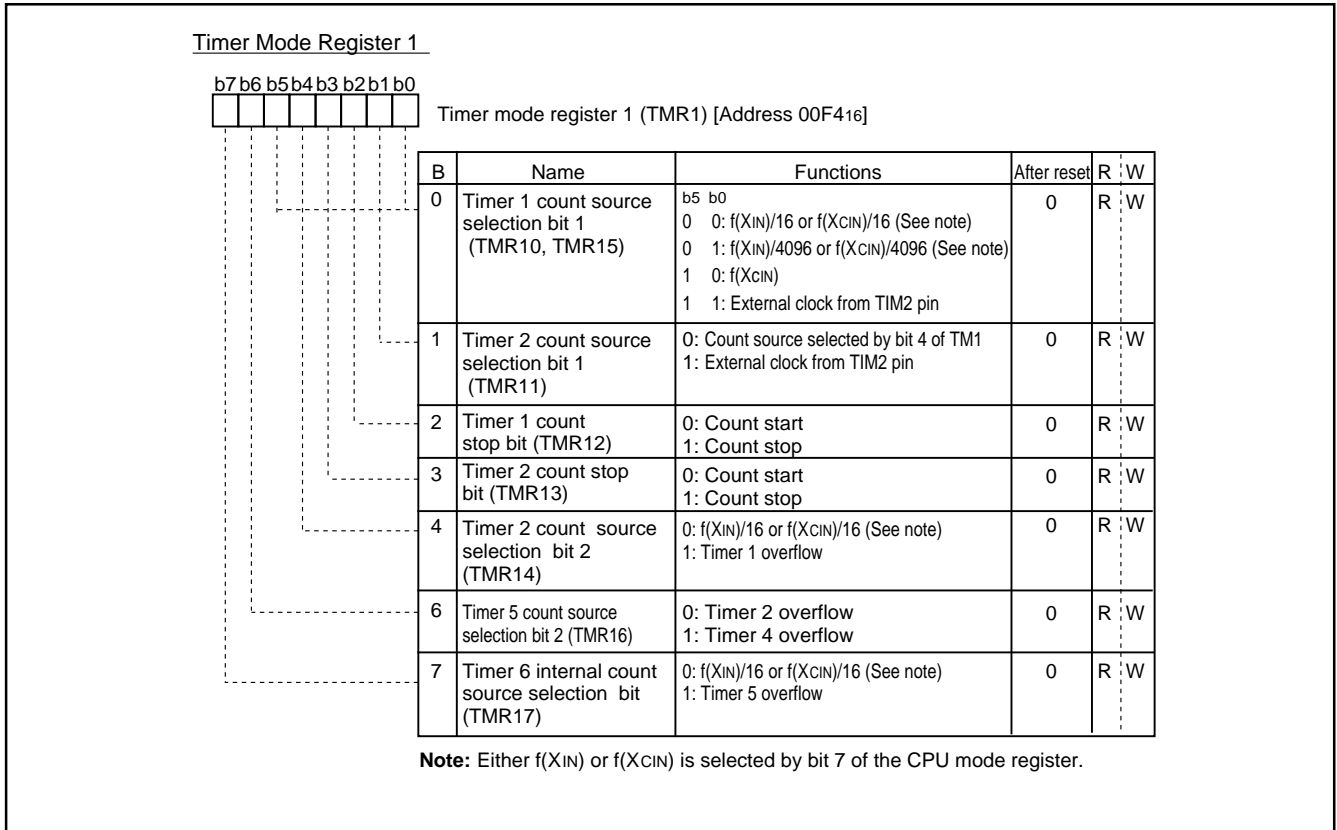 Timer Mode Register 1
b7 b6 b5 b4 b3 b2 b1 b0
Timer mode register 1 (TMR1) [Address 00F416]
B Name Functions After reset R W
0 Timer 1 count source selection bit 1 (TMR10, TMR15) b5 b0 0 R W
0 0: f(XIN)/16 or f(XCIN)/16 (See note)
0 1: f(XIN)/4096 or f(XCIN)/4096 (See note)
1 0: f(XCIN)
1 1: External clock from TIM2 pin
1 Timer 2 count source selection bit 1 (TMR11) 0: Count source selected by bit 4 of TM1 0 R W
1: External clock from TIM2 pin
2 Timer 1 count stop bit (TMR12) 0: Count start 0 R W
1: Count stop
3 Timer 2 count stop bit (TMR13) 0: Count start 0 R W
1: Count stop
4 Timer 2 count source selection bit 2 (TMR14) 0: f(XIN)/16 or f(XCIN)/16 (See note) 0 R W
1: Timer 1 overflow
6 Timer 5 count source selection bit 2 (TMR16) 0: Timer 2 overflow 0 R W
1: Timer 4 overflow
7 Timer 6 internal count source selection bit (TMR17) 0: f(XIN)/16 or f(XCIN)/16 (See note) 0 R W
1: Timer 5 overflow
Note: Either f(XIN) or f(XCIN) is selected by bit 7 of the CPU mode register.